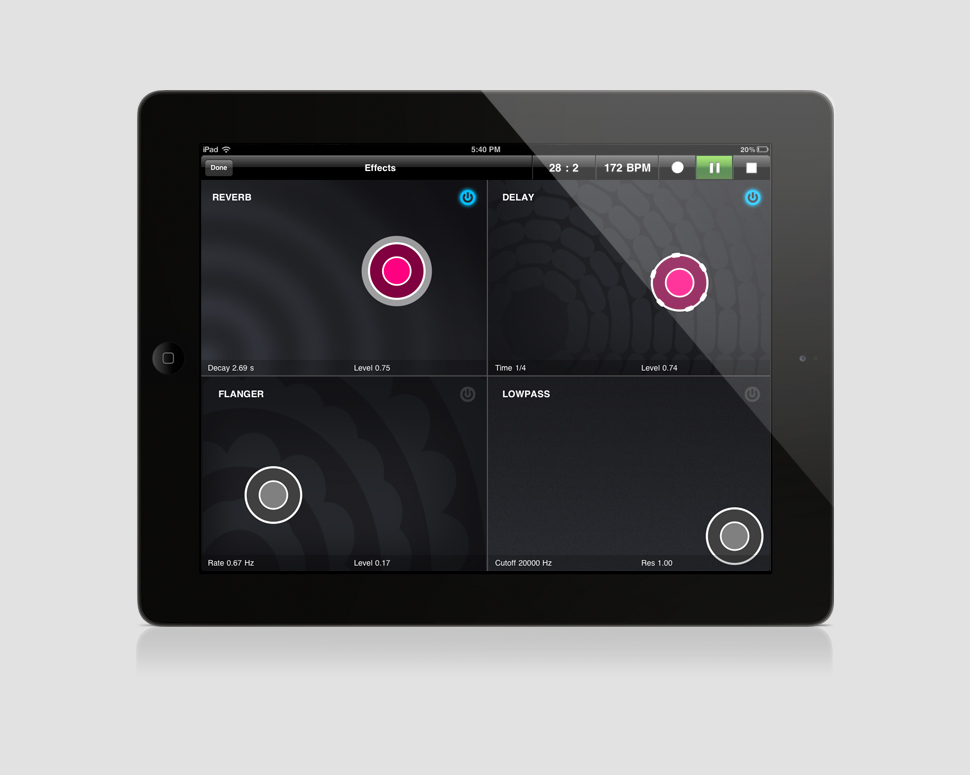 iPad 5:40 PM 20%
Done Effects 28 : 2 172 BPM
REVERB DELAY
Decay 2.69 s Level 0.75 Time 1/4 Level 0.74
FLANGER LOWPASS
Rate 0.67 Hz Level 0.17 Cutoff 20000 Hz Res 1.00